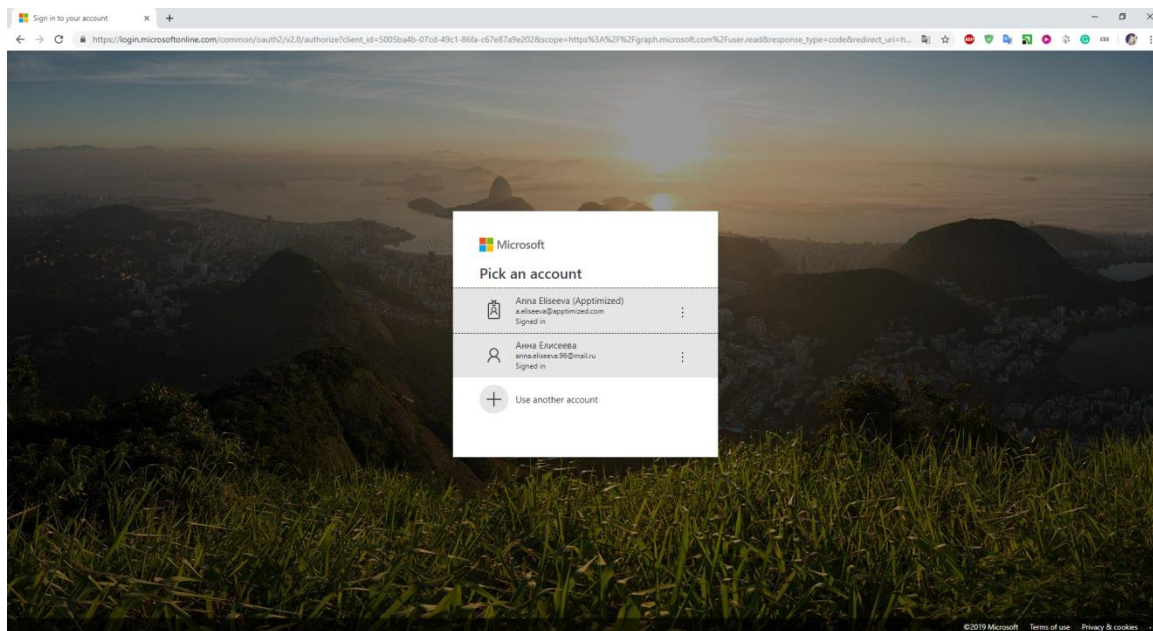 Sign in to your account
https://login.microsoftonline.com/common/oauth2/v2.0/authorize?client_id=5005ba4b-07cd-49c1-86fa-c67e87a9e202&scope=https%3A%2F%2Fgraph.microsoft.com%2Fuser.read&response_type=code&redirect_uri=h...
Microsoft
Pick an account
Anna Eliseeva (Apptimized)
a.eliseeva@apptimized.com
Signed in
Анна Елисеева
anna.eliseeva.96@mail.ru
Signed in
Use another account
©2019 Microsoft Terms of use Privacy & cookies